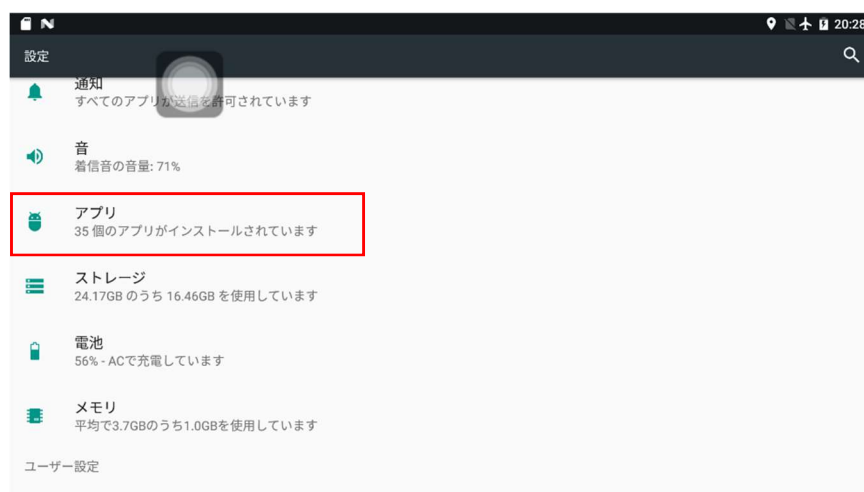 20:28
設定
通知
すべてのアプリが送信を許可されています
音
着信音の音量: 71%
アプリ
35 個のアプリがインストールされています
ストレージ
24.17GB のうち 16.46GB を使用しています
電池
56% - ACで充電しています
メモリ
平均で3.7GBのうち1.0GBを使用しています
ユーザー設定